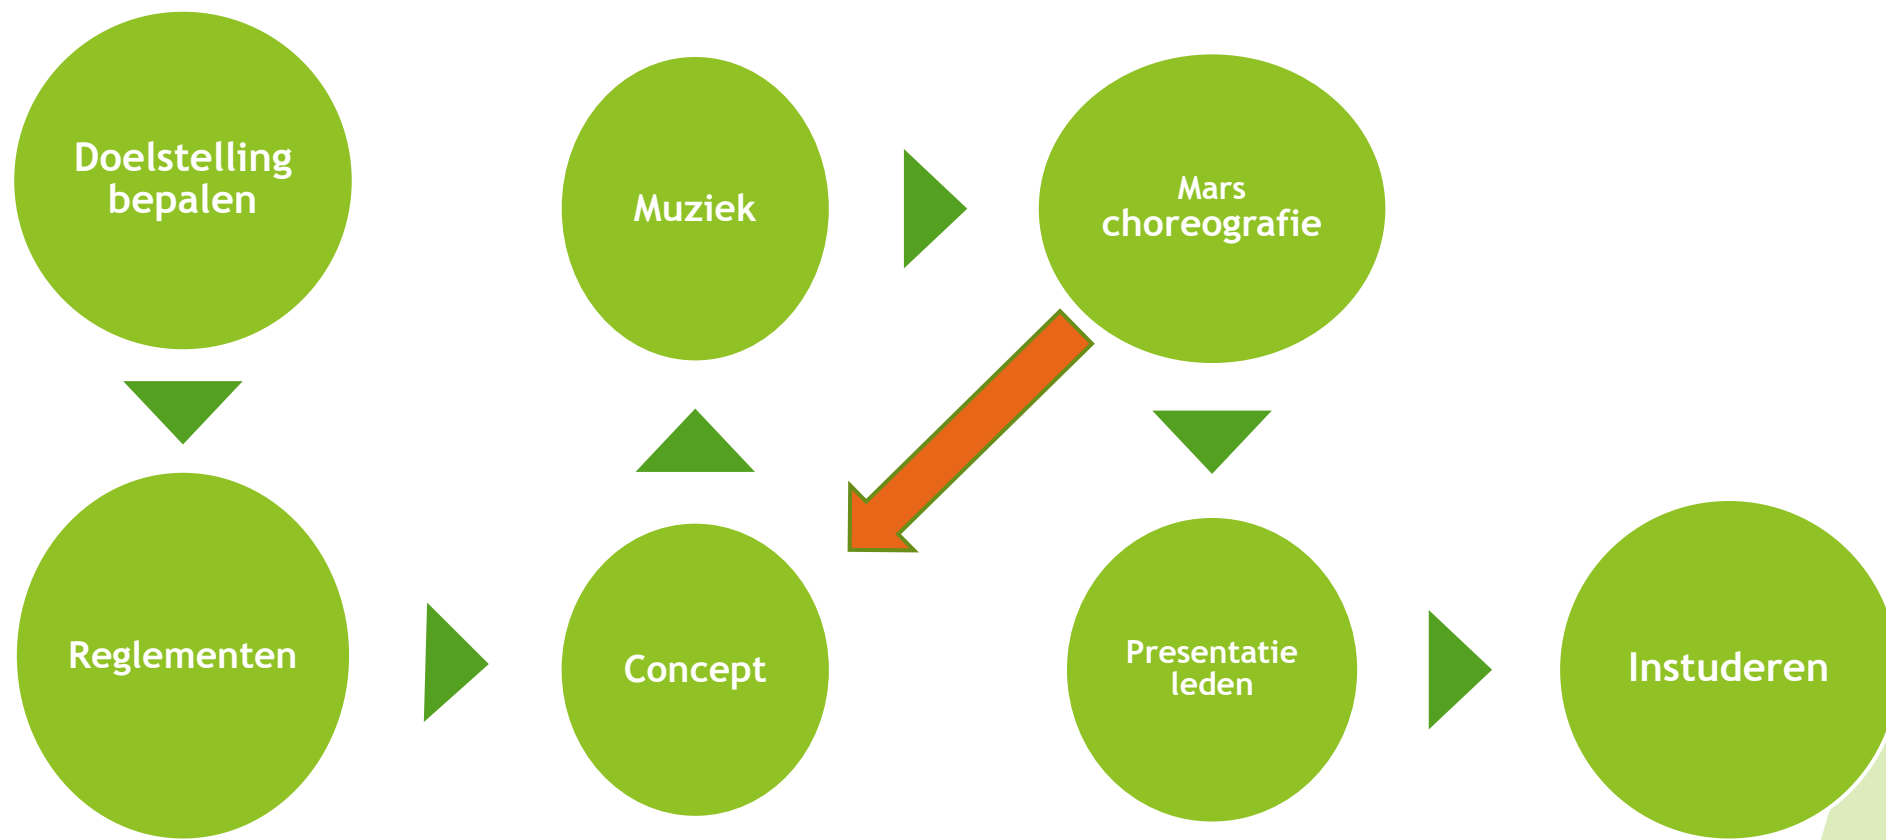 Doelstelling
bepalen
Reglementen
Concept
Muziek
Mars
choreografie
Presentatie
leden
Instuderen